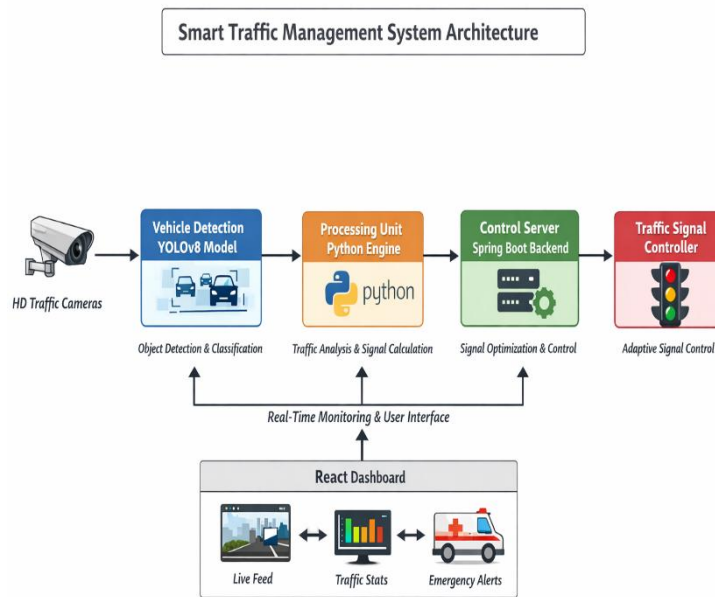 Smart Traffic Management System Architecture
HD Traffic Cameras
Vehicle Detection
YOLOv8 Model
Object Detection & Classification
Processing Unit
Python Engine
python
Traffic Analysis & Signal Calculation
Control Server
Spring Boot Backend
Signal Optimization & Control
Traffic Signal
Controller
Adaptive Signal Control
Real-Time Monitoring & User Interface
React Dashboard
Live Feed
Traffic Stats
Emergency Alerts